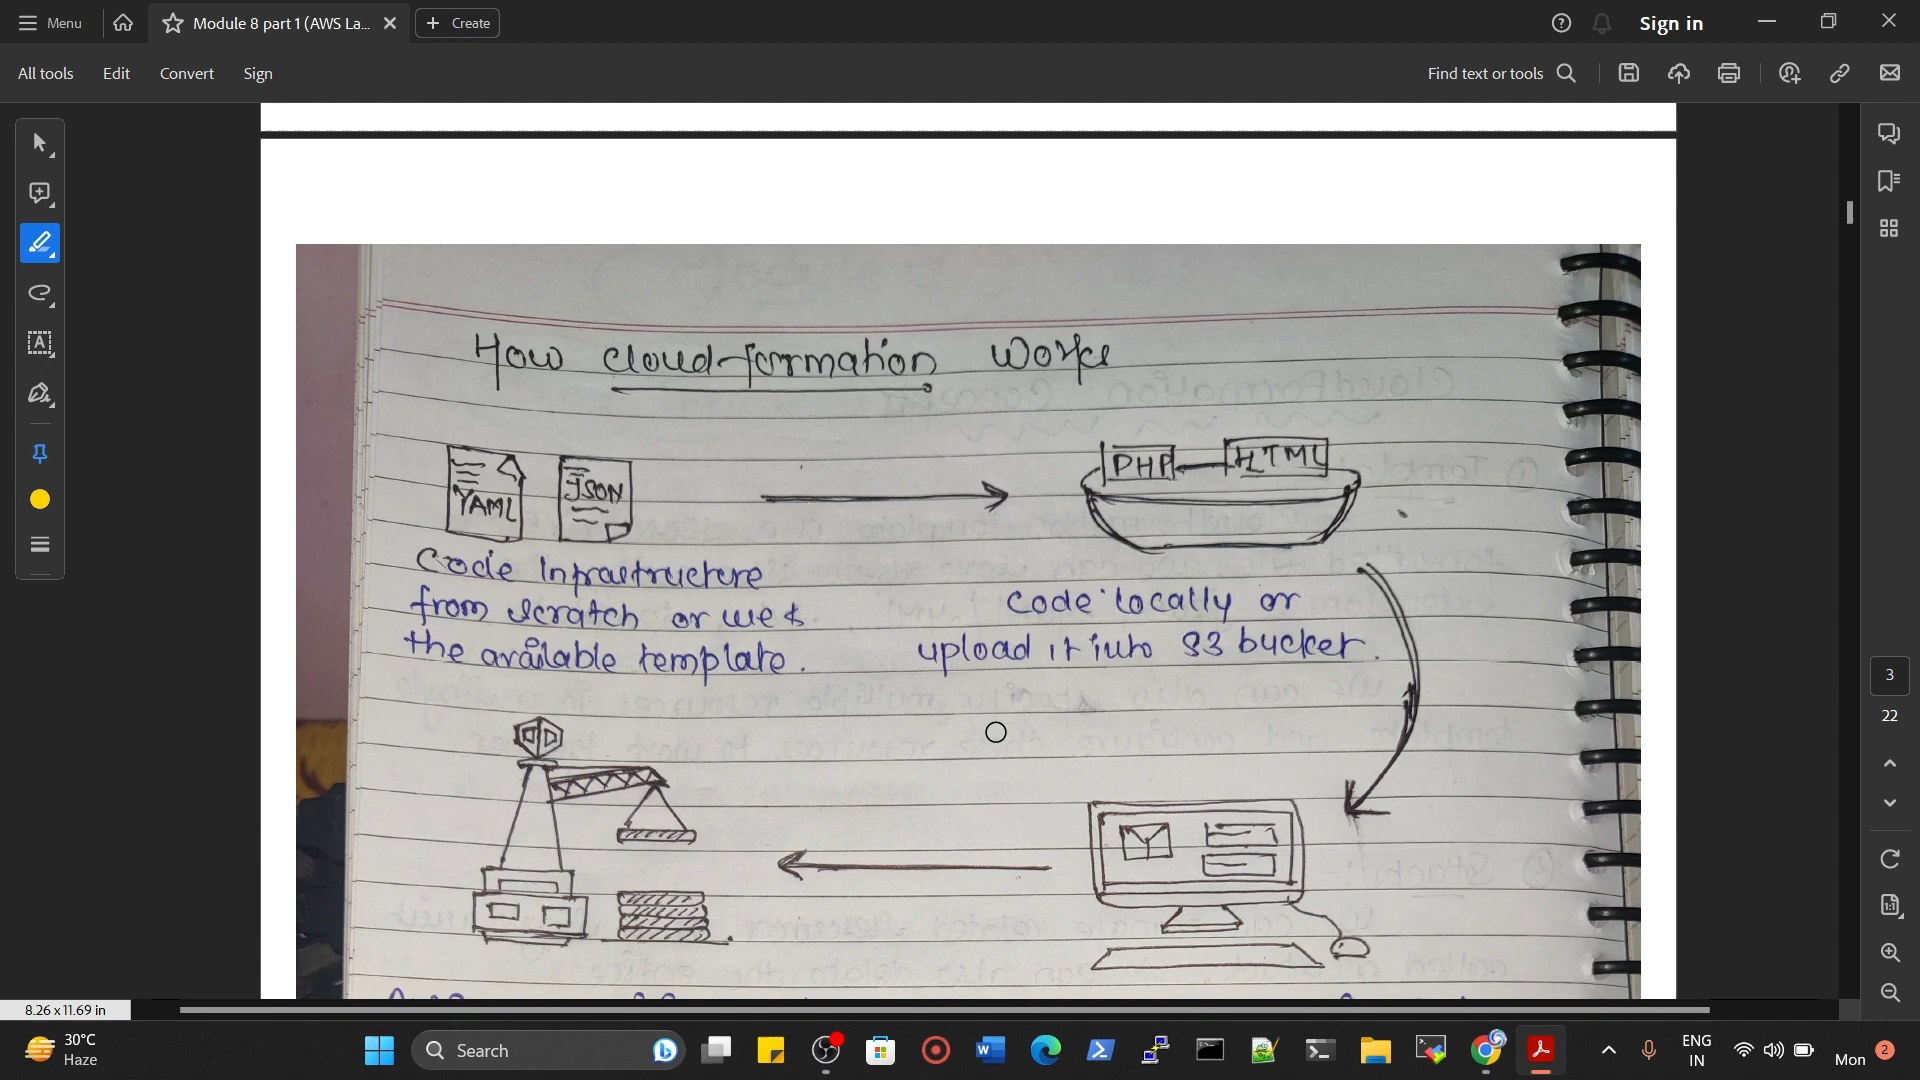 Menu
Module 8 part 1 (AWS La...
Create
Sign in
All tools
Edit
Convert
Sign
Find text or tools
How cloud formation Works
YAML
JSON
PHP
HTML
Code Infrastructure
from scratch or use
the available template.
Code locally or
upload it into S3 bucket.
3
22
8.26 x 11.69 in
30°C
Haze
Search
ENG
IN
Mon
2